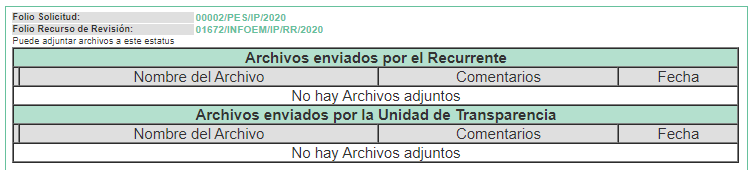 Folio Solicitud: 00002/PES/IP/2020
Folio Recurso de Revisión: 01672/INFOEM/IP/RR/2020
Puede adjuntar archivos a este estatus
Archivos enviados por el Recurrente
Nombre del Archivo Comentarios Fecha
No hay Archivos adjuntos
Archivos enviados por la Unidad de Transparencia
Nombre del Archivo Comentarios Fecha
No hay Archivos adjuntos